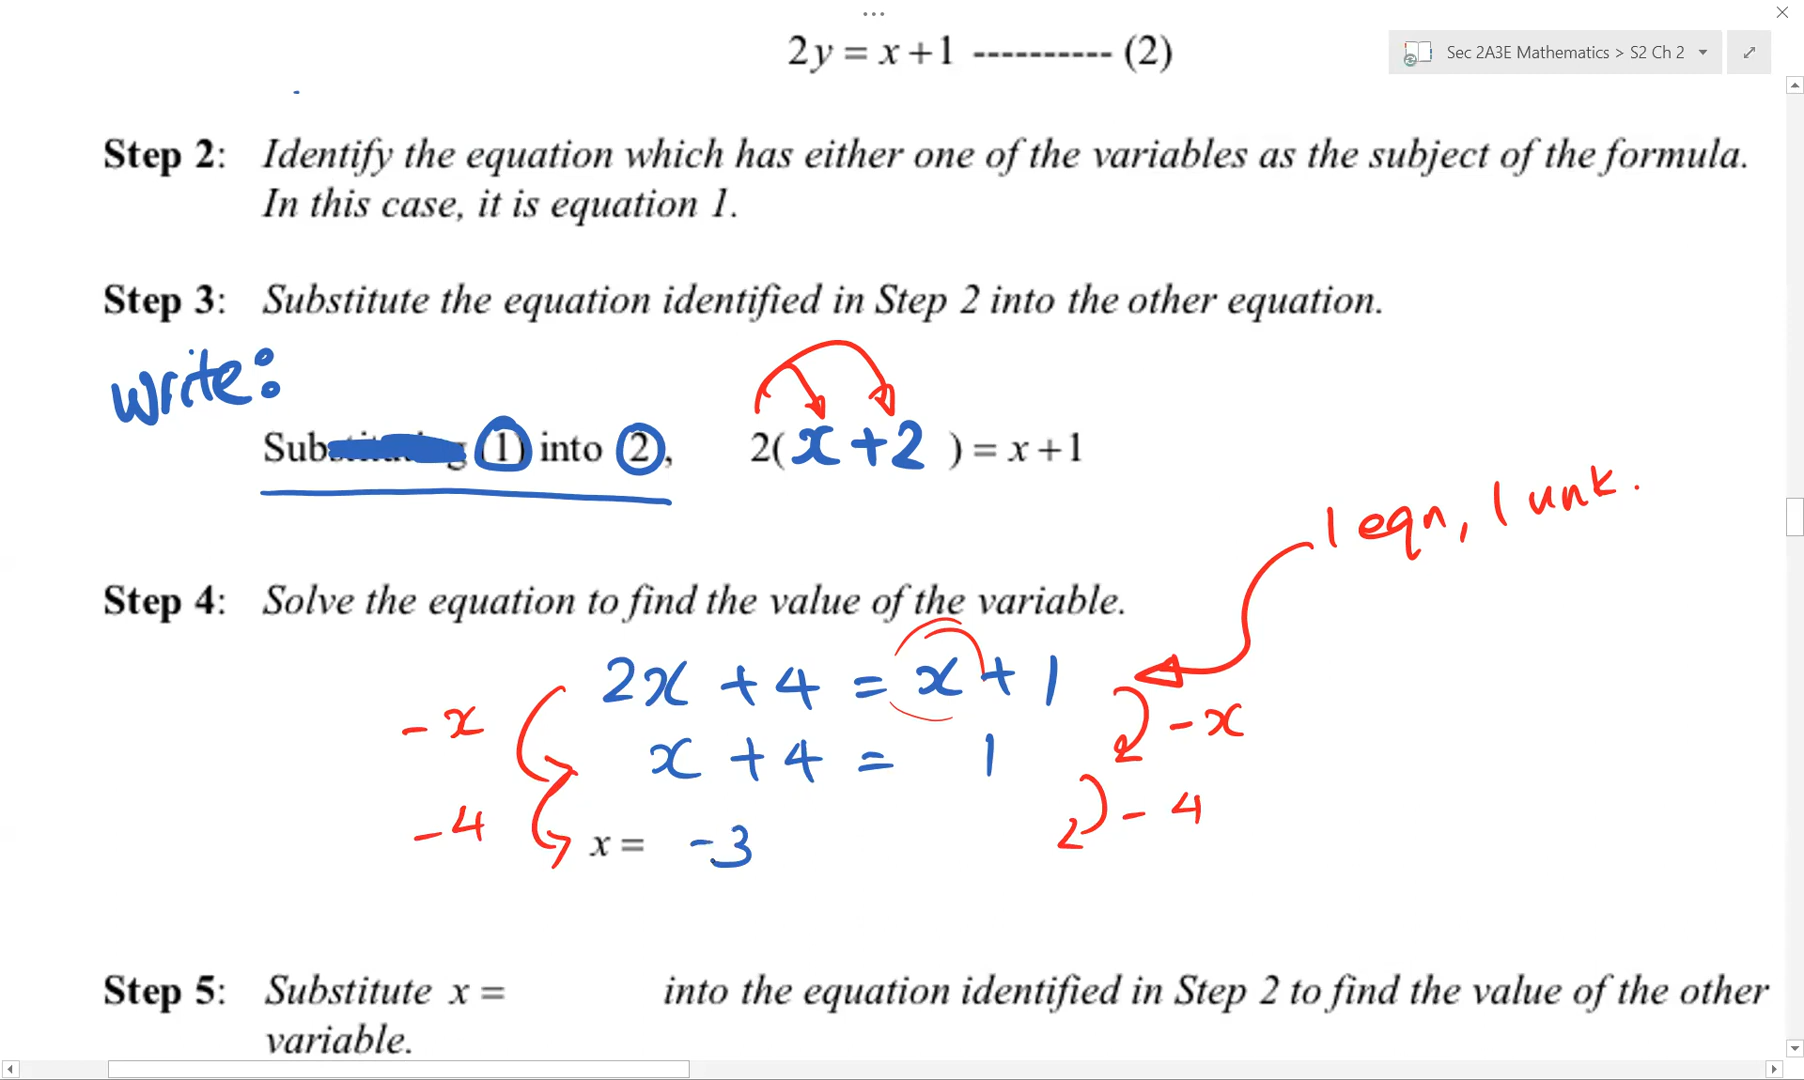 2y = x + 1 ---------- (2)
Sec 2A3E Mathematics > S2 Ch 2
Step 2: Identify the equation which has either one of the variables as the subject of the formula.
In this case, it is equation 1.
Step 3: Substitute the equation identified in Step 2 into the other equation.
write:
Sub (1) into 2, 2( x + 2 ) = x + 1
1 eqn, 1 unk.
Step 4: Solve the equation to find the value of the variable.
2x + 4 = x + 1
- x - x
x + 4 = 1
- 4 - 4
x = -3
Step 5: Substitute x = into the equation identified in Step 2 to find the value of the other
variable.